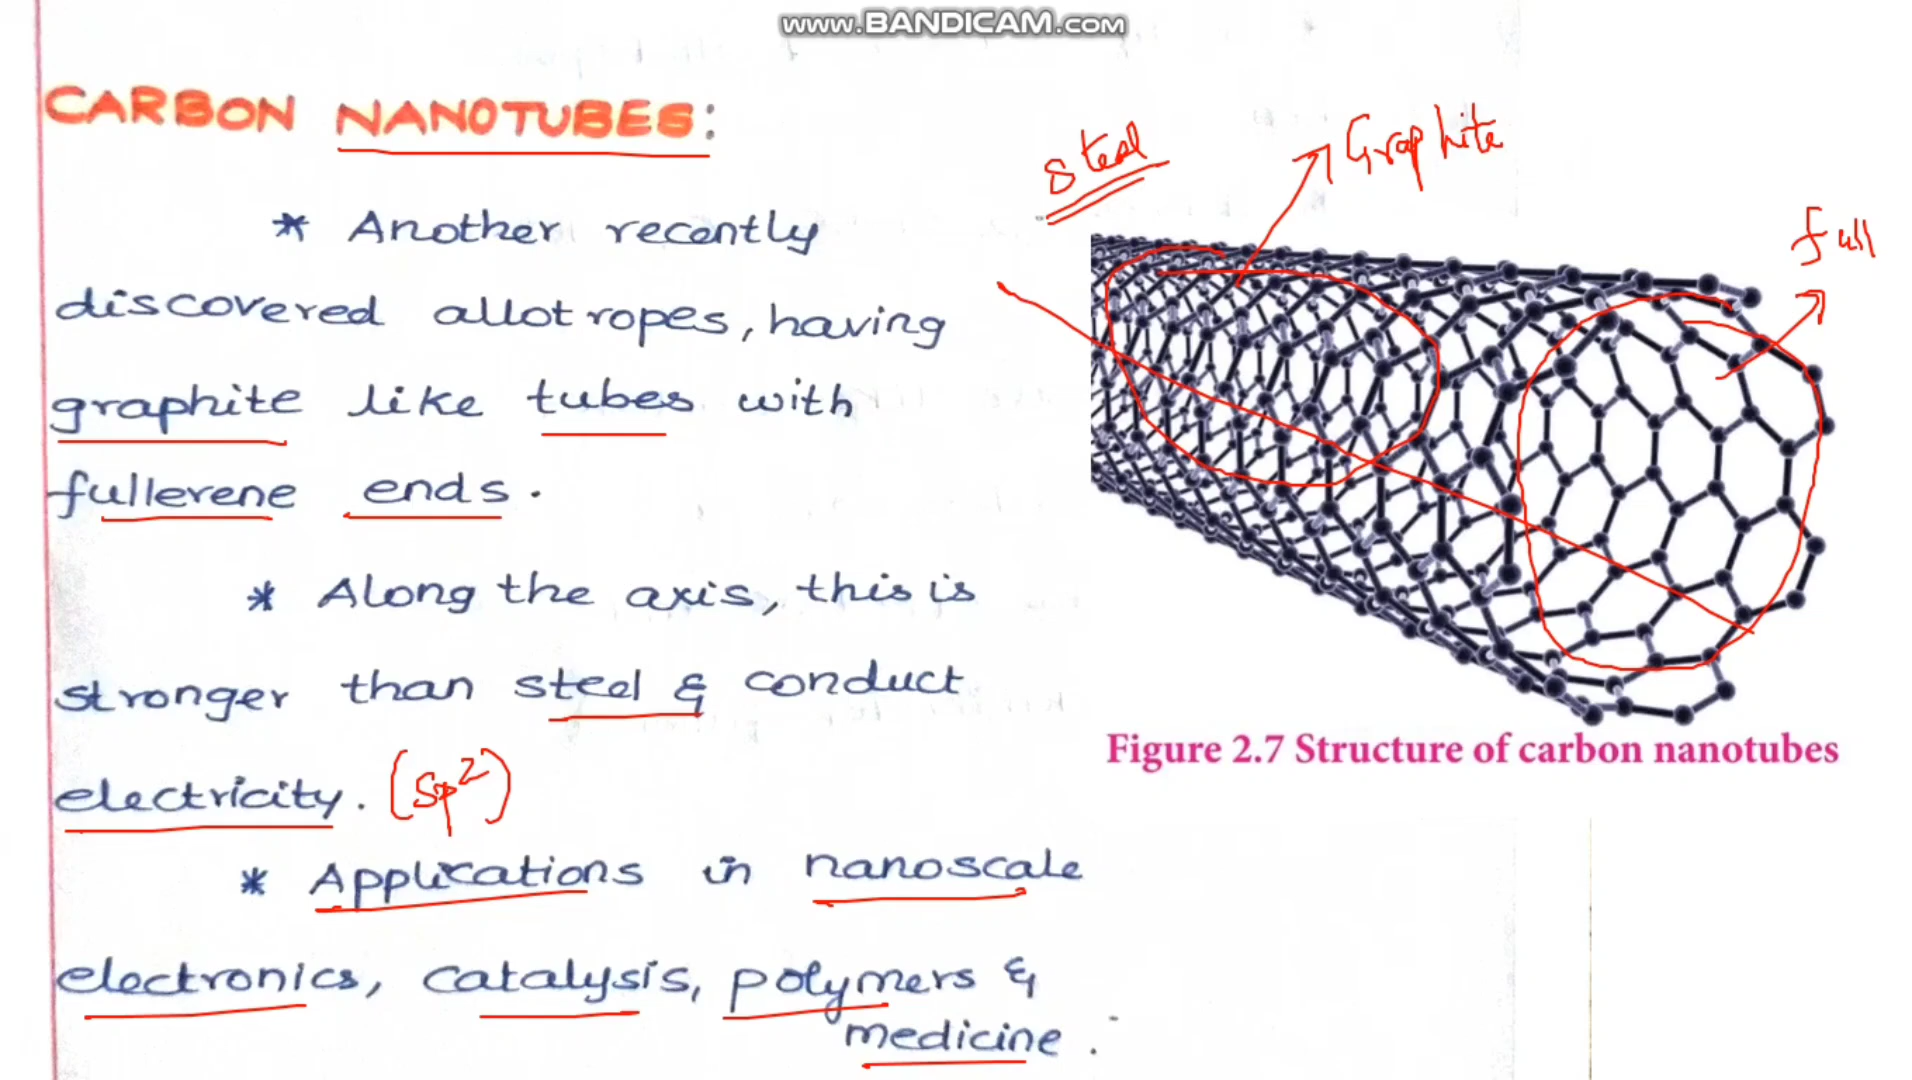 www.BANDICAM.com
CARBON NANOTUBES:
* Another recently
discovered allotropes, having
graphite like tubes with
fullerene ends.
* Along the axis, this is
stronger than steel & conduct
electricity. (sp²)
* Applications in nanoscale
electronics, catalysis, polymers &
medicine.
steel
Graphite
full
Figure 2.7 Structure of carbon nanotubes